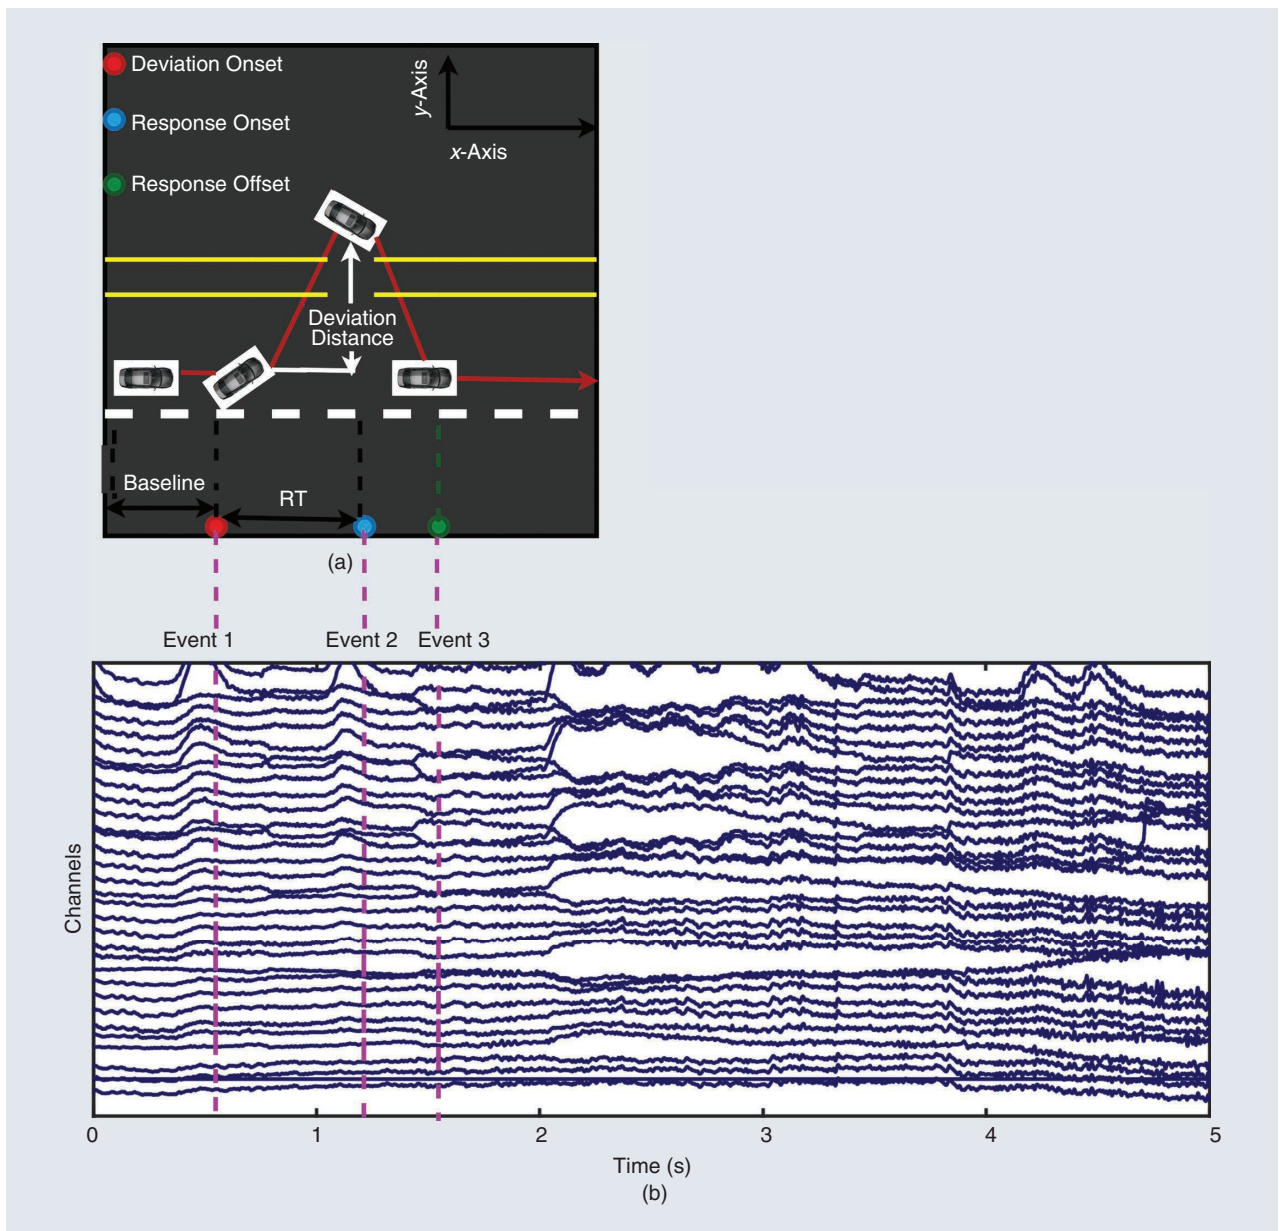 Deviation Onset
Response Onset
Response Offset
y-Axis
x-Axis
Deviation
Distance
Baseline
RT
(a)
Event 1 Event 2 Event 3
Channels
0 1 2 3 4 5
Time (s)
(b)